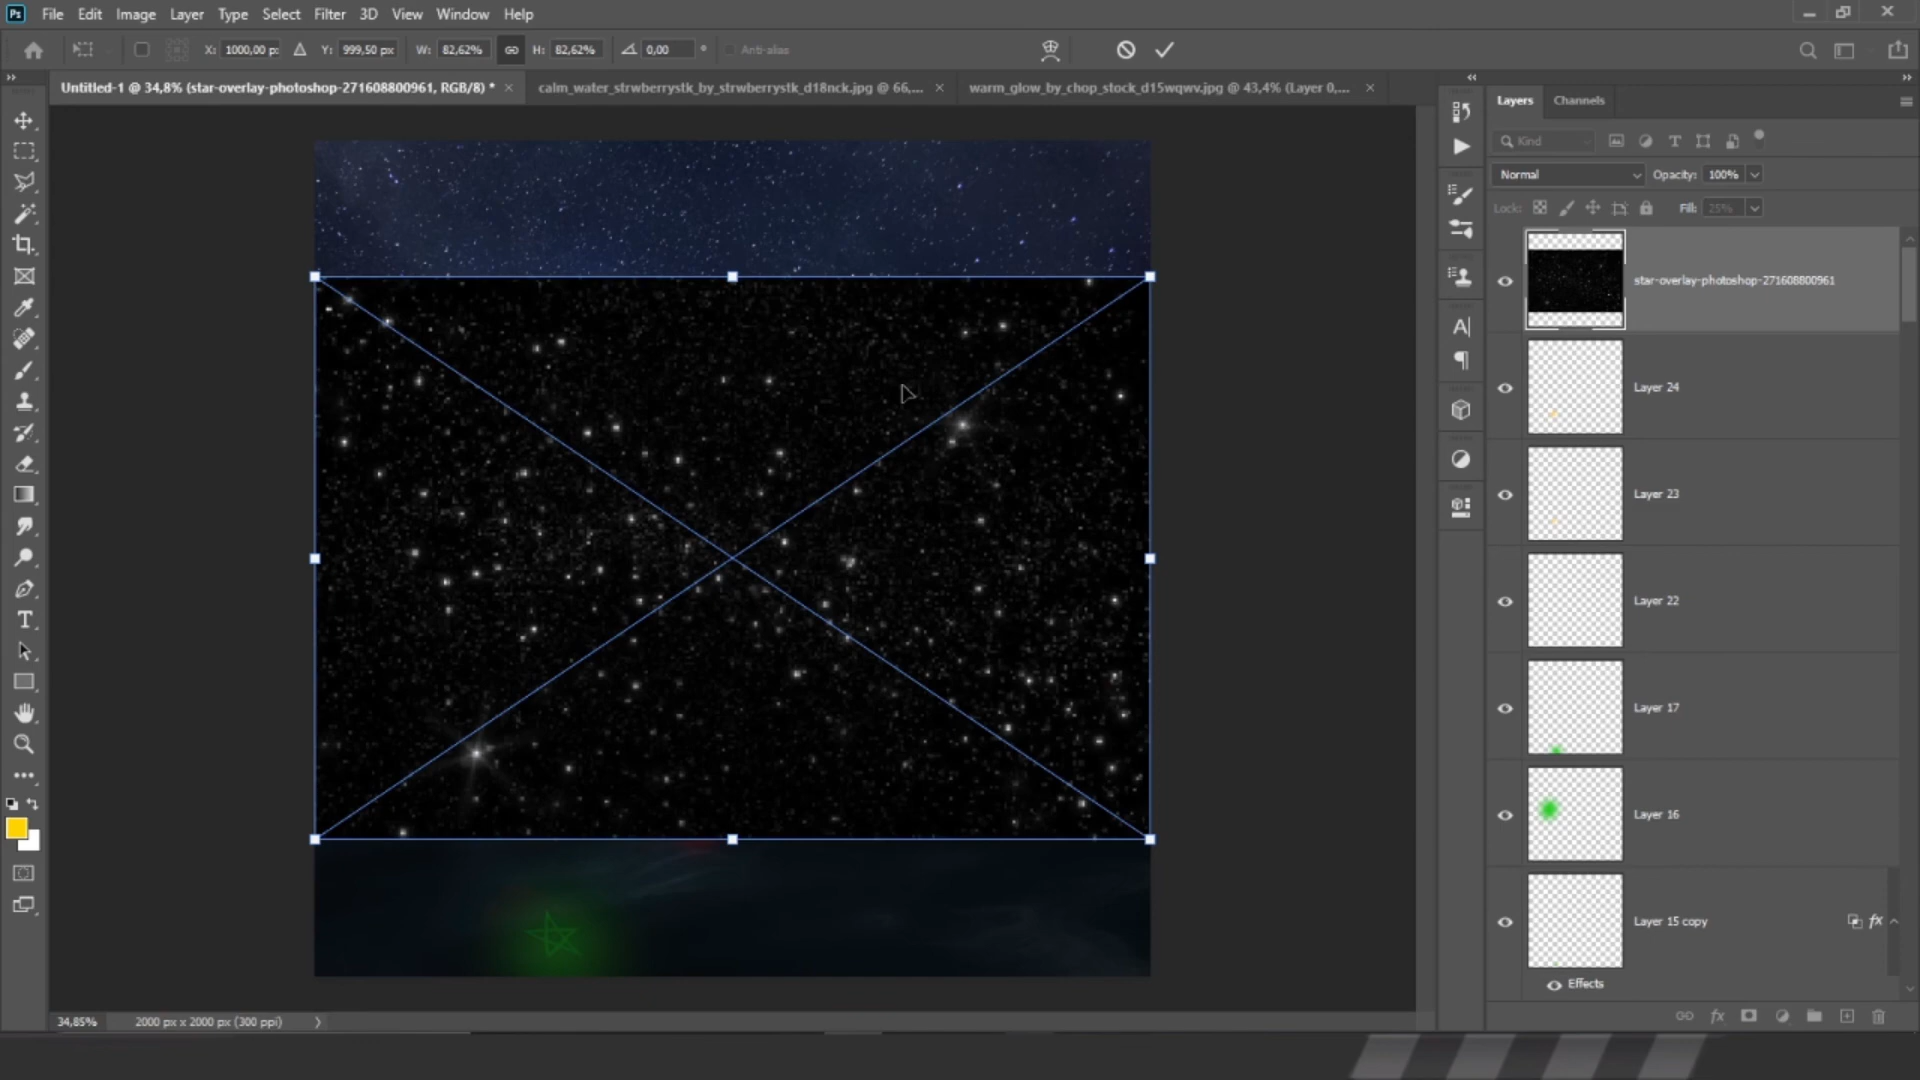 Ps File Edit Image Layer Type Select Filter 3D View Window Help
X: 1000,00 p: Δ Y: 999,50 px W: 82,62% H: 82,62% 0,00 ° Anti-alias
Untitled-1 @ 34,8% (star-overlay-photoshop-271608800961, RGB/8) * × calm_water_strwberrystk_by_strwberrystk_d18nck.jpg @ 66,... × warm_glow_by_chop_stock_d15wqwv.jpg @ 43,4% (Layer 0,... ×
Layers Channels
Kind
Normal Opacity: 100%
Lock: Fill: 25%
star-overlay-photoshop-271608800961
Layer 24
Layer 23
Layer 22
Layer 17
Layer 16
Layer 15 copy fx
Effects
34,85% 2000 px x 2000 px (300 ppi)
fx